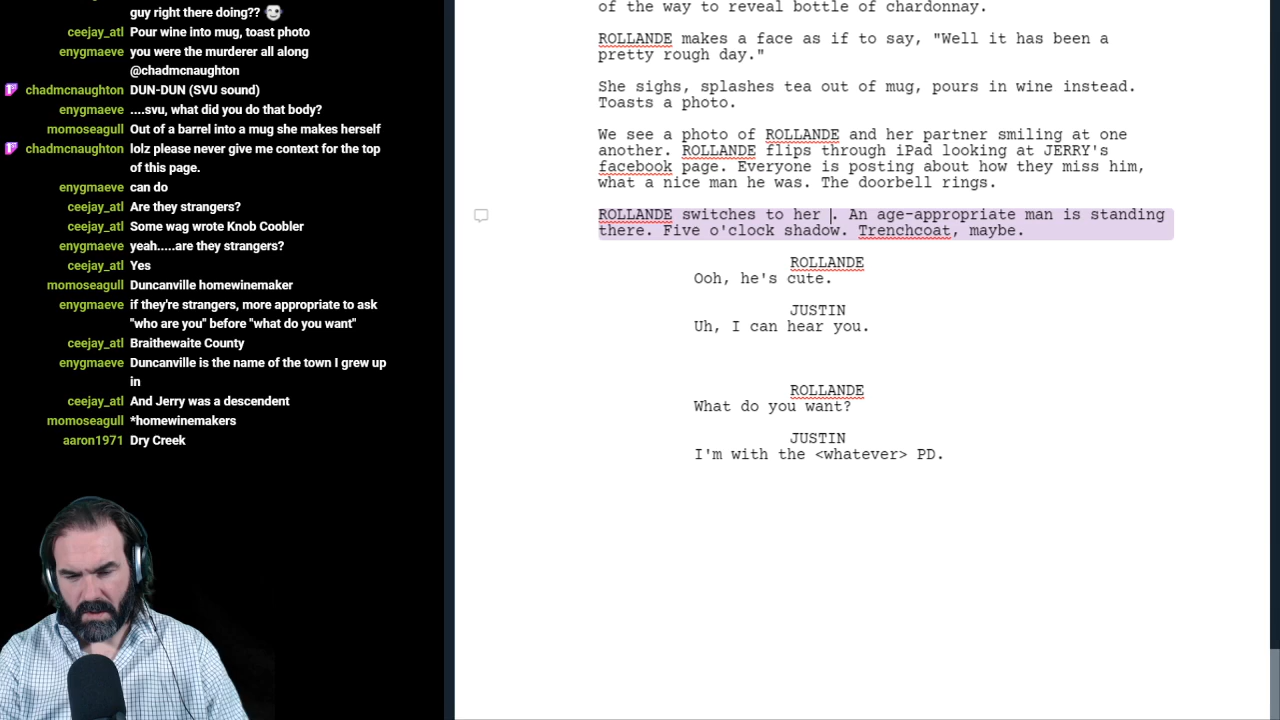 guy right there doing??
ceejay_atl Pour wine into mug, toast photo
enygmaeve you were the murderer all along
@chadmcnaughton
chadmcnaughton DUN-DUN (SVU sound)
enygmaeve ....svu, what did you do that body?
momoseagull Out of a barrel into a mug she makes herself
chadmcnaughton lolz please never give me context for the top
of this page.
enygmaeve can do
ceejay_atl Are they strangers?
ceejay_atl Some wag wrote Knob Coobler
enygmaeve yeah.....are they strangers?
ceejay_atl Yes
momoseagull Duncanville homewinemaker
enygmaeve if they're strangers, more appropriate to ask
"who are you" before "what do you want"
ceejay_atl Braithewaite County
enygmaeve Duncanville is the name of the town I grew up
in
ceejay_atl And Jerry was a descendent
momoseagull *homewinemakers
aaron1971 Dry Creek
of the way to reveal bottle of chardonnay.
ROLLANDE makes a face as if to say, "Well it has been a
pretty rough day."
She sighs, splashes tea out of mug, pours in wine instead.
Toasts a photo.
We see a photo of ROLLANDE and her partner smiling at one
another. ROLLANDE flips through iPad looking at JERRY's
facebook page. Everyone is posting about how they miss him,
what a nice man he was. The doorbell rings.
ROLLANDE switches to her . An age-appropriate man is standing
there. Five o'clock shadow. Trenchcoat, maybe.
ROLLANDE
Ooh, he's cute.
JUSTIN
Uh, I can hear you.
ROLLANDE
What do you want?
JUSTIN
I'm with the <whatever> PD.